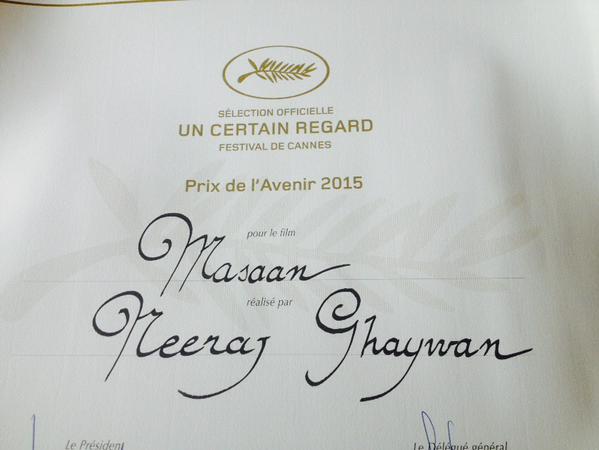 SÉLECTION OFFICIELLE
UN CERTAIN REGARD
FESTIVAL DE CANNES
Prix de l'Avenir 2015
pour le film
Masaan
réalisé par
Neeraj Ghaywan
Le Président
Le Délégué général